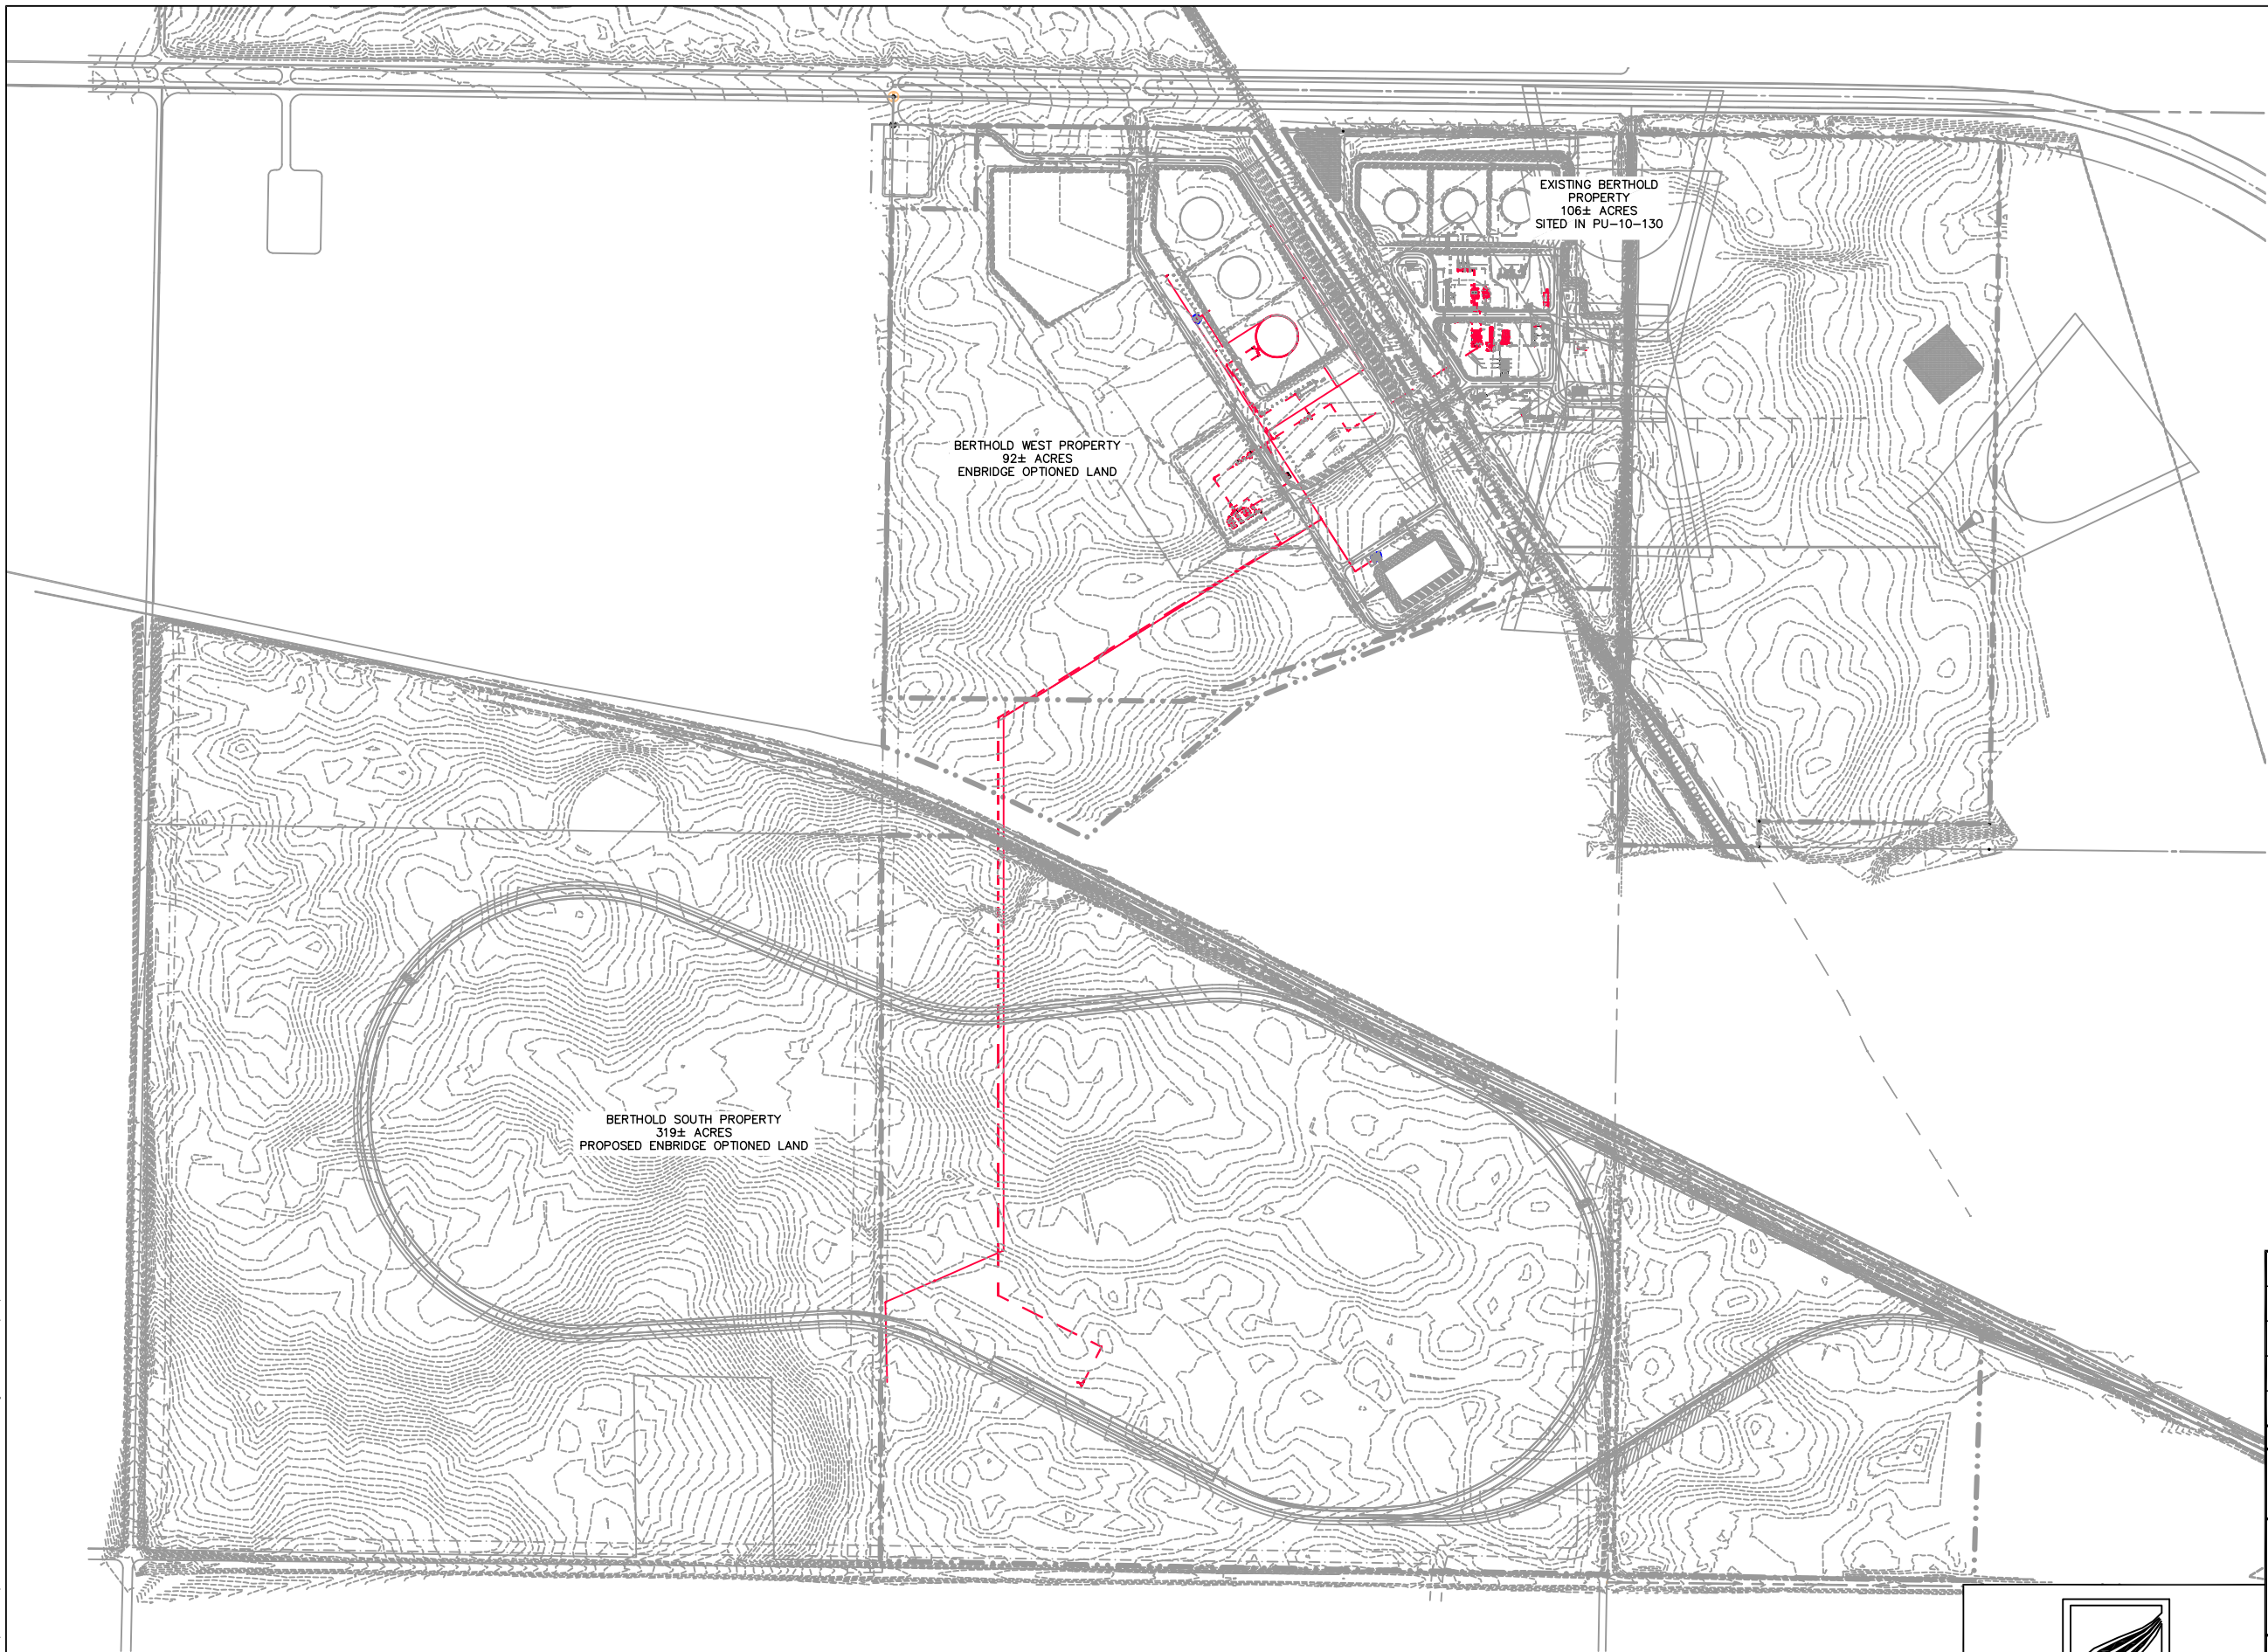 EXISTING BERTHOLD
PROPERTY
106± ACRES
SITED IN PU-10-130
BERTHOLD WEST PROPERTY
92± ACRES
ENBRIDGE OPTIONED LAND
BERTHOLD SOUTH PROPERTY
319± ACRES
PROPOSED ENBRIDGE OPTIONED LAND